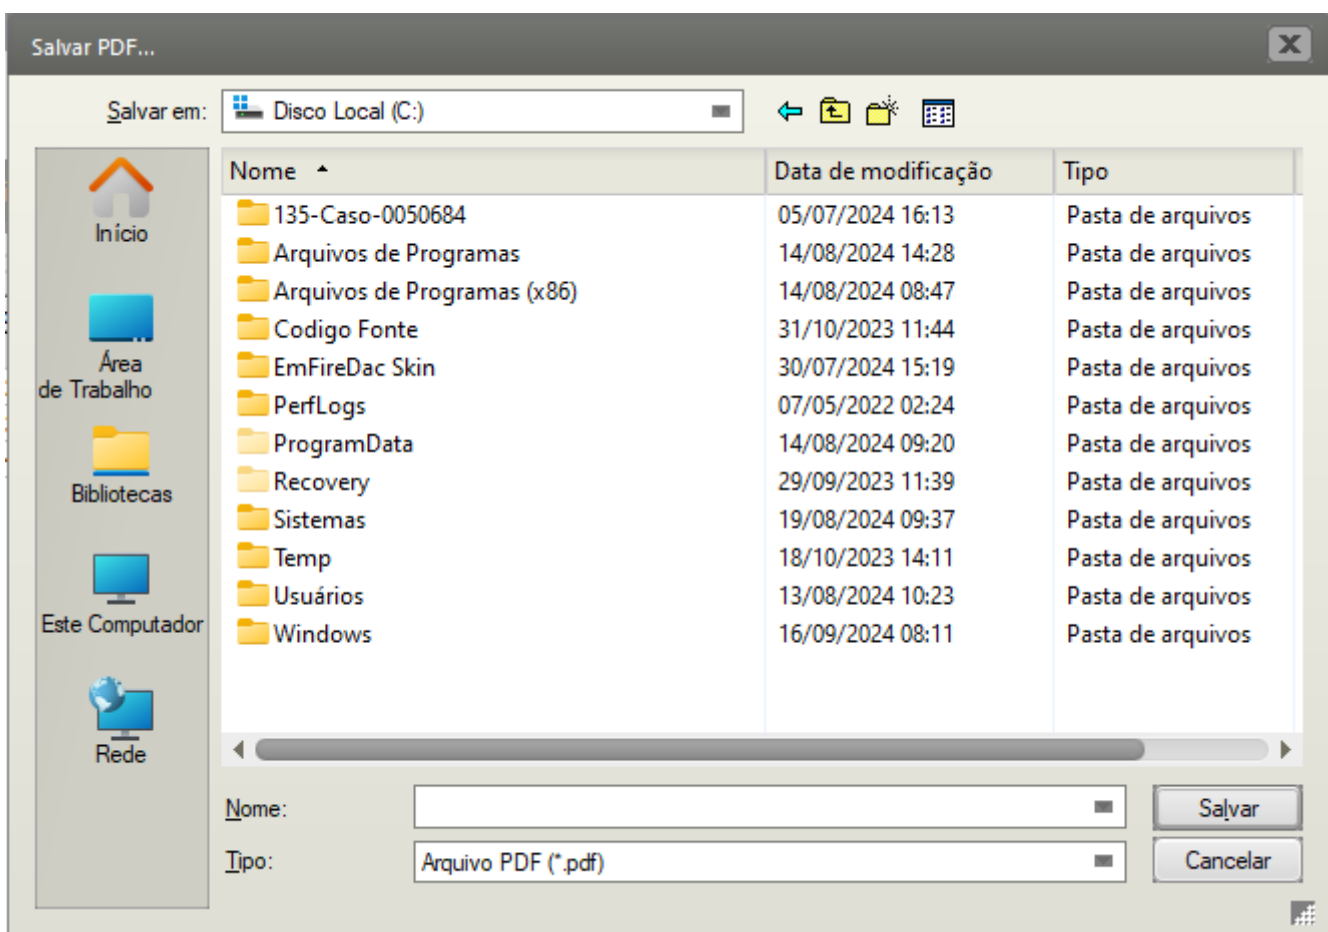 Salvar PDF...
Salvar em:
Disco Local (C:)
Início
Área
de Trabalho
Bibliotecas
Este Computador
Rede
Nome Data de modificação Tipo
135-Caso-0050684 05/07/2024 16:13 Pasta de arquivos
Arquivos de Programas 14/08/2024 14:28 Pasta de arquivos
Arquivos de Programas (x86) 14/08/2024 08:47 Pasta de arquivos
Codigo Fonte 31/10/2023 11:44 Pasta de arquivos
EmFireDac Skin 30/07/2024 15:19 Pasta de arquivos
PerfLogs 07/05/2022 02:24 Pasta de arquivos
ProgramData 14/08/2024 09:20 Pasta de arquivos
Recovery 29/09/2023 11:39 Pasta de arquivos
Sistemas 19/08/2024 09:37 Pasta de arquivos
Temp 18/10/2023 14:11 Pasta de arquivos
Usuários 13/08/2024 10:23 Pasta de arquivos
Windows 16/09/2024 08:11 Pasta de arquivos
Nome:
Salvar
Tipo: Arquivo PDF (*.pdf)
Cancelar